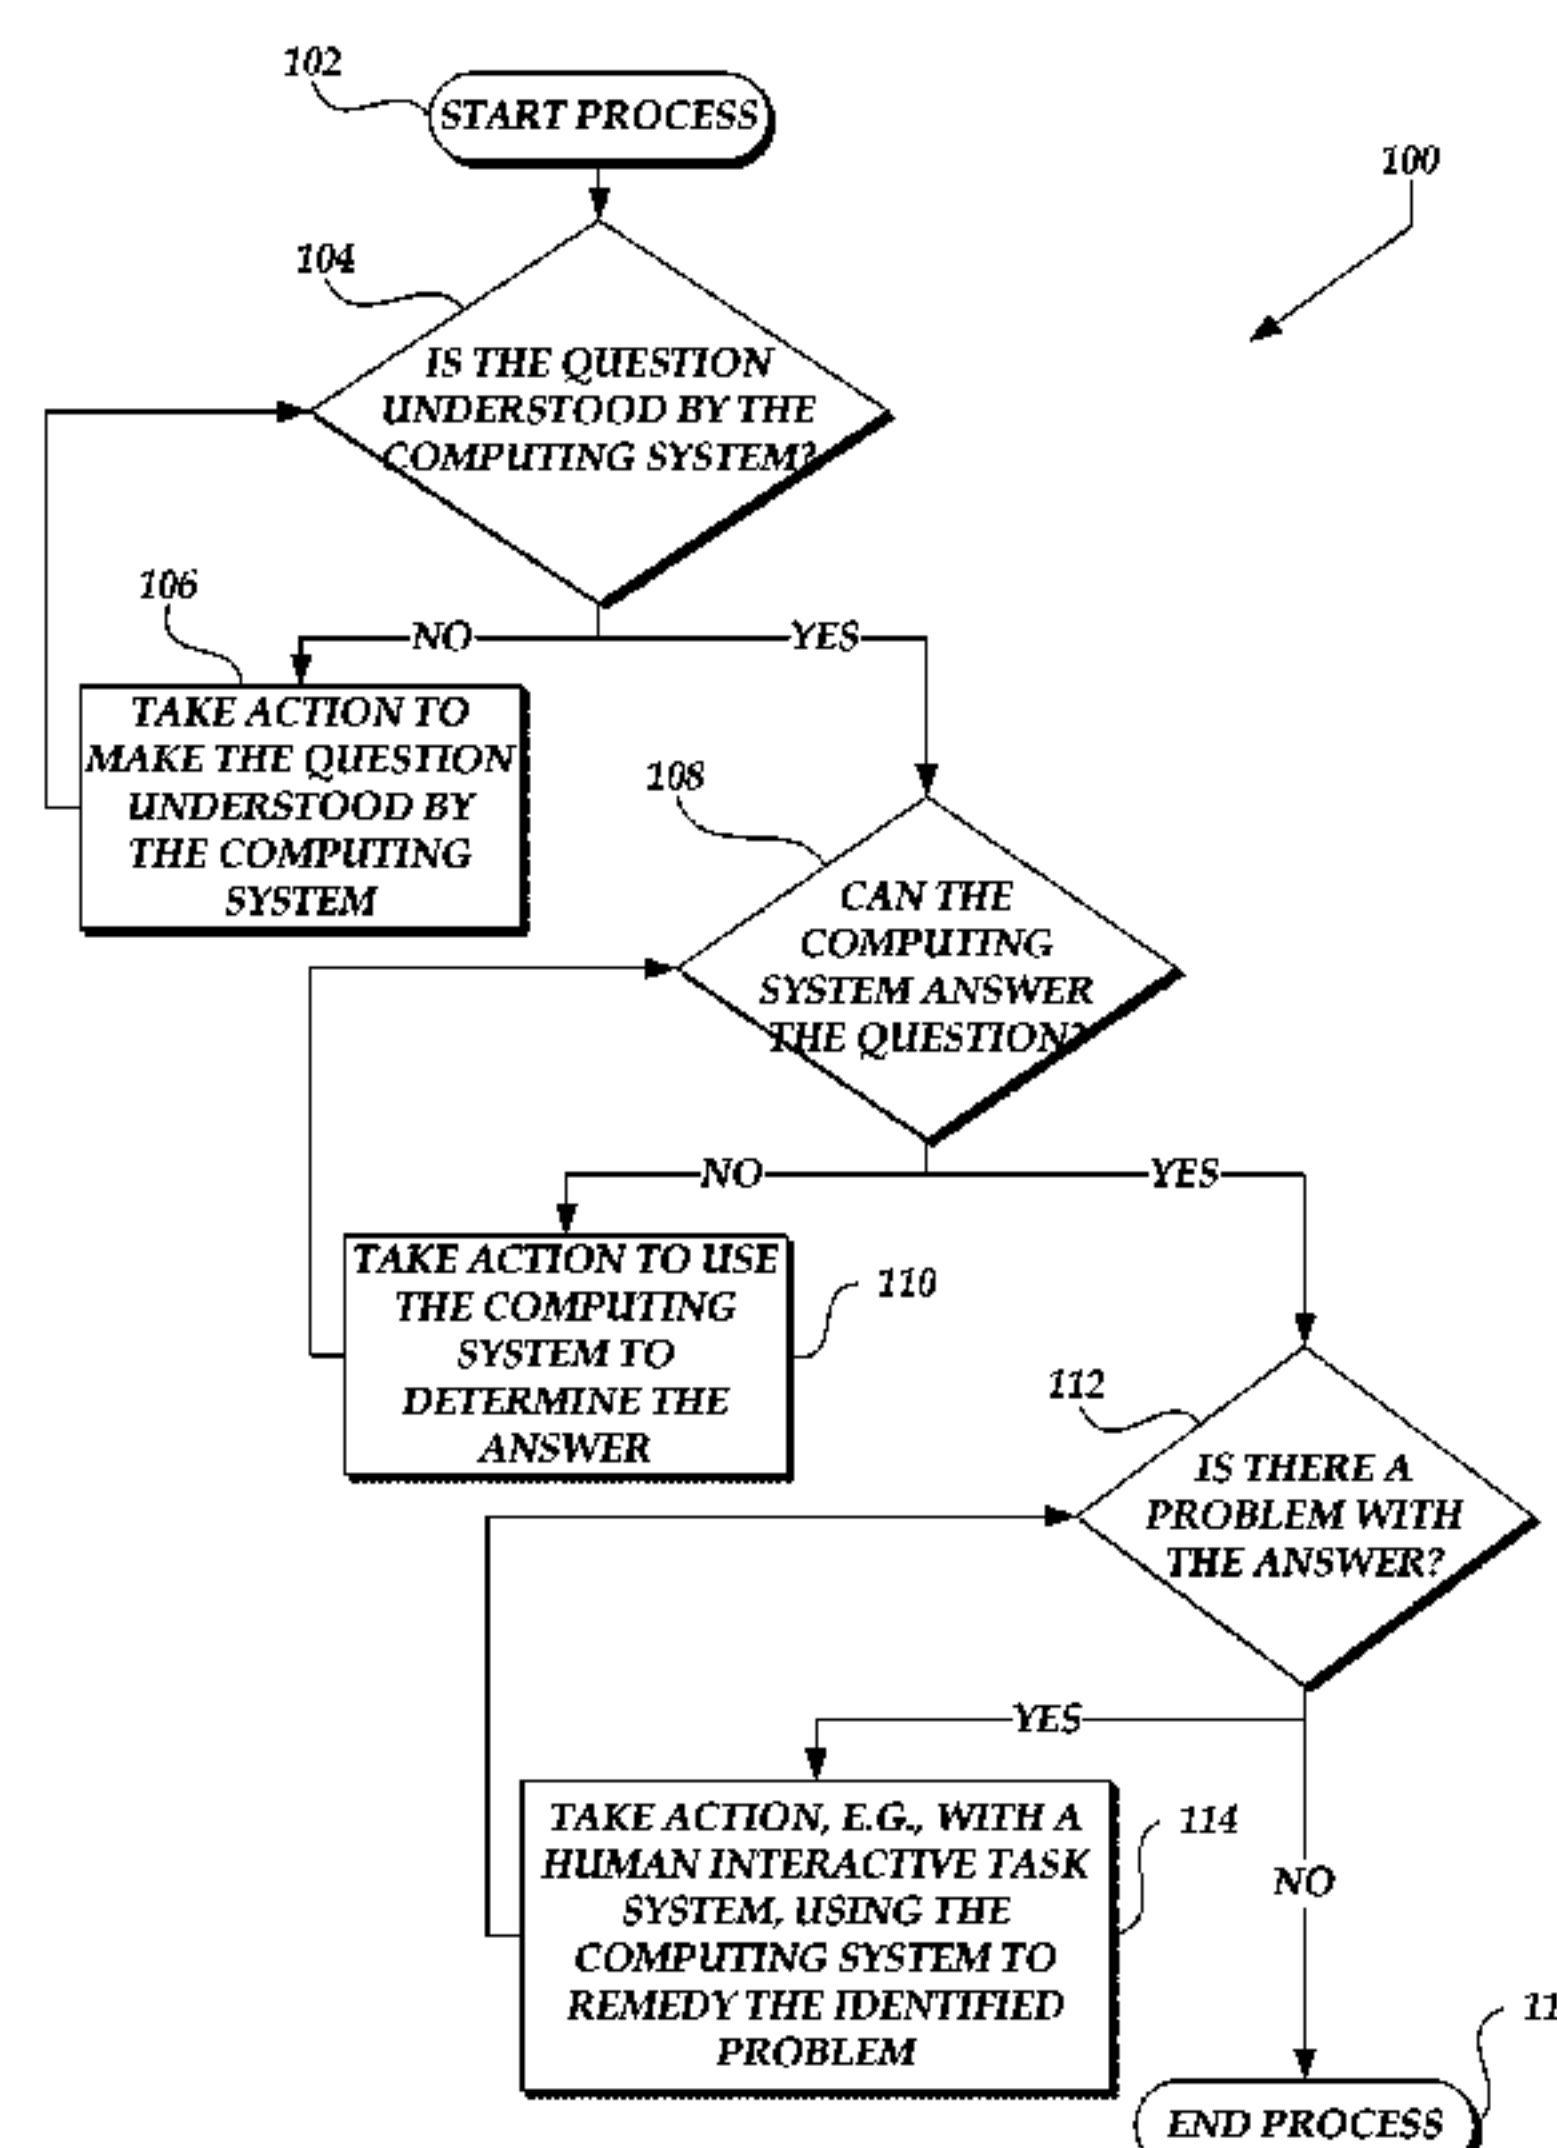 102
START PROCESS
100
104
IS THE QUESTION
UNDERSTOOD BY THE
COMPUTING SYSTEM?
106
NO
YES
TAKE ACTION TO
MAKE THE QUESTION
UNDERSTOOD BY
THE COMPUTING
SYSTEM
108
CAN THE
COMPUTING
SYSTEM ANSWER
THE QUESTION?
NO
YES
TAKE ACTION TO USE
THE COMPUTING
SYSTEM TO
DETERMINE THE
ANSWER
110
112
IS THERE A
PROBLEM WITH
THE ANSWER?
YES
TAKE ACTION, E.G., WITH A
HUMAN INTERACTIVE TASK
SYSTEM, USING THE
COMPUTING SYSTEM TO
REMEDY THE IDENTIFIED
PROBLEM
114
NO
END PROCESS